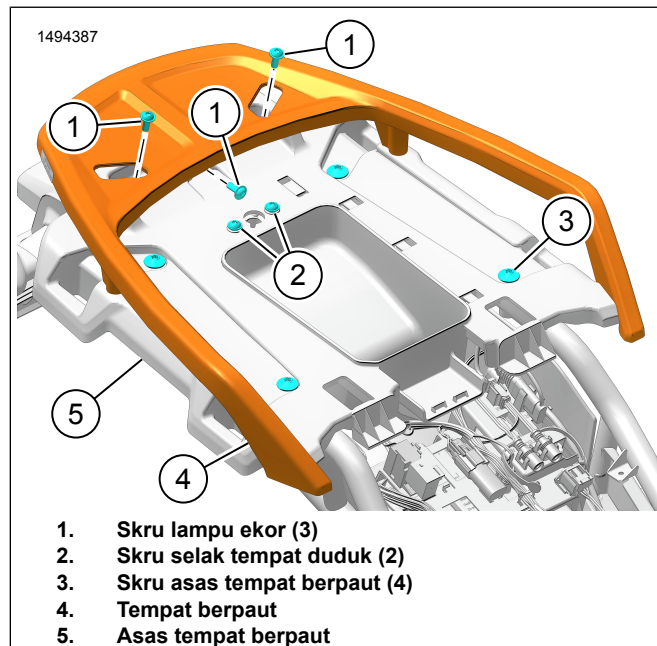 1494387
1
1
1
3
2
5
4
1. Skru lampu ekor (3)
2. Skru selak tempat duduk (2)
3. Skru asas tempat berpaut (4)
4. Tempat berpaut
5. Asas tempat berpaut